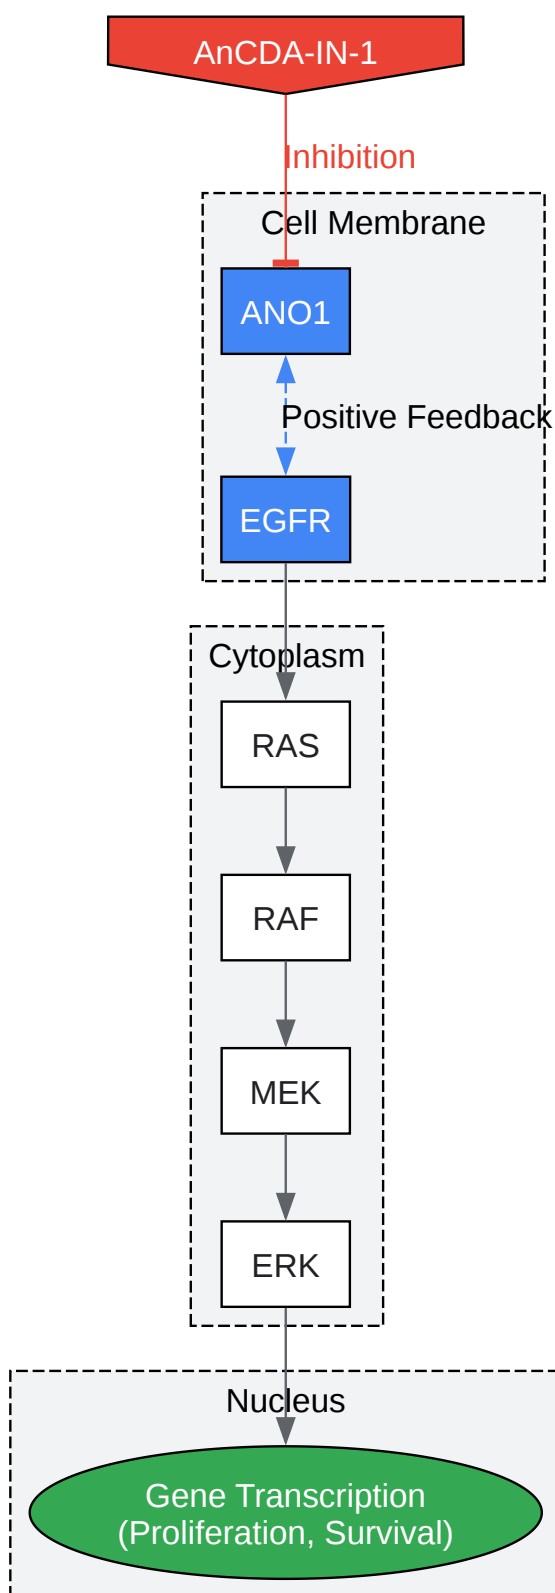 AnCDA-IN-1
Inhibition
Cell Membrane
ANO1
Positive Feedback
EGFR
Cytoplasm
RAS
RAF
MEK
ERK
Nucleus
Gene Transcription
(Proliferation, Survival)